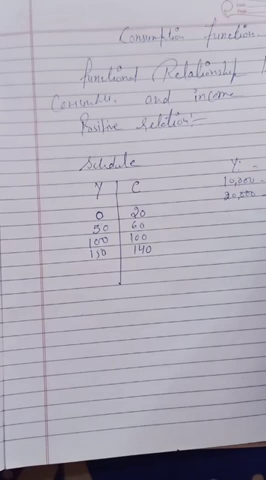 Consumption function
functional Relationship
and income
Positive relation:-
Schedule
Y -
Y C
10,000 -
20,000 -
0 20
50 60
100 100
150 140